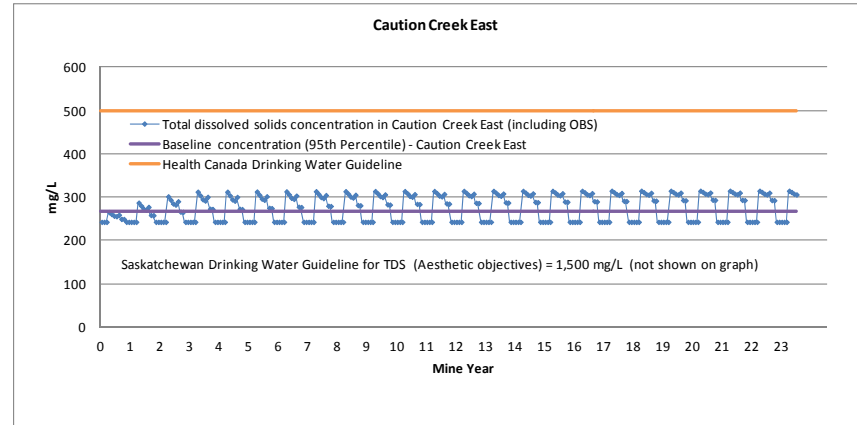 Caution Creek East
600
500
400
300
200
100
0
mg/L
Total dissolved solids concentration in Caution Creek East (including OBS)
Baseline concentration (95th Percentile) - Caution Creek East
Health Canada Drinking Water Guideline
Saskatchewan Drinking Water Guideline for TDS (Aesthetic objectives) = 1,500 mg/L (not shown on graph)
0 1 2 3 4 5 6 7 8 9 10 11 12 13 14 15 16 17 18 19 20 21 22 23
Mine Year